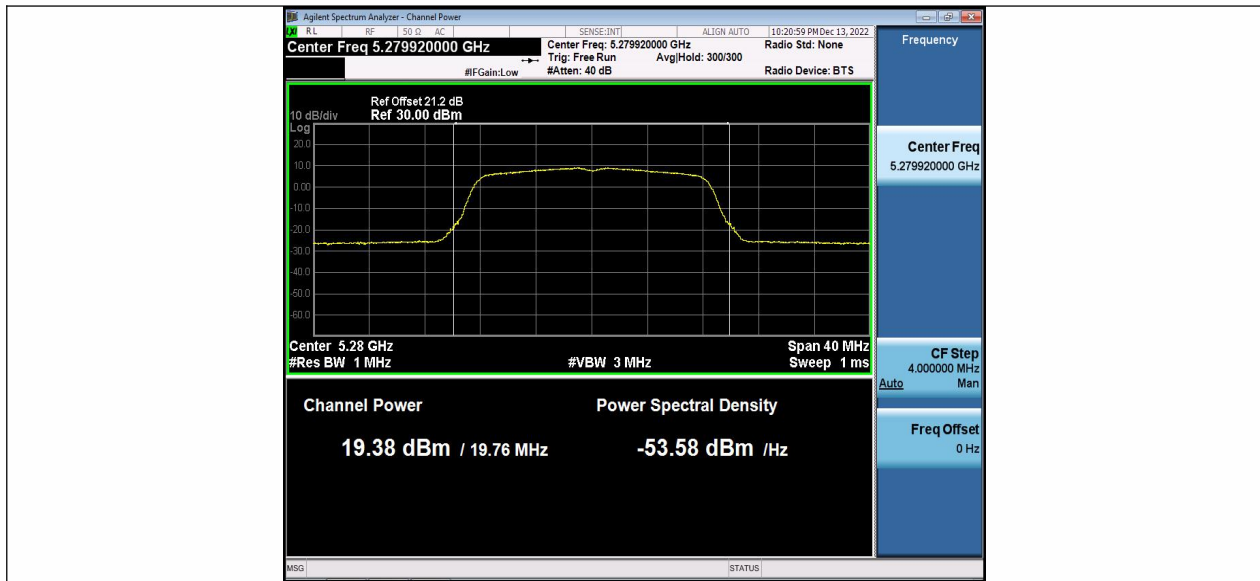 Agilent Spectrum Analyzer - Channel Power
LXI RL RF 50 Ω AC SENSE:INT ALIGN AUTO 10:20:59 PM Dec 13, 2022
Center Freq 5.279920000 GHz
Center Freq: 5.279920000 GHz
Radio Std: None
Trig: Free Run
Avg|Hold: 300/300
#IFGain:Low
#Atten: 40 dB
Radio Device: BTS
Frequency
Ref Offset 21.2 dB
10 dB/div
Ref 30.00 dBm
Log
20.0
10.0
0.00
-10.0
-20.0
-30.0
-40.0
-50.0
-60.0
Center 5.28 GHz
Span 40 MHz
#Res BW 1 MHz
#VBW 3 MHz
Sweep 1 ms
Channel Power
Power Spectral Density
19.38 dBm / 19.76 MHz
-53.58 dBm /Hz
Center Freq
5.279920000 GHz
CF Step
4.000000 MHz
Auto Man
Freq Offset
0 Hz
MSG
STATUS